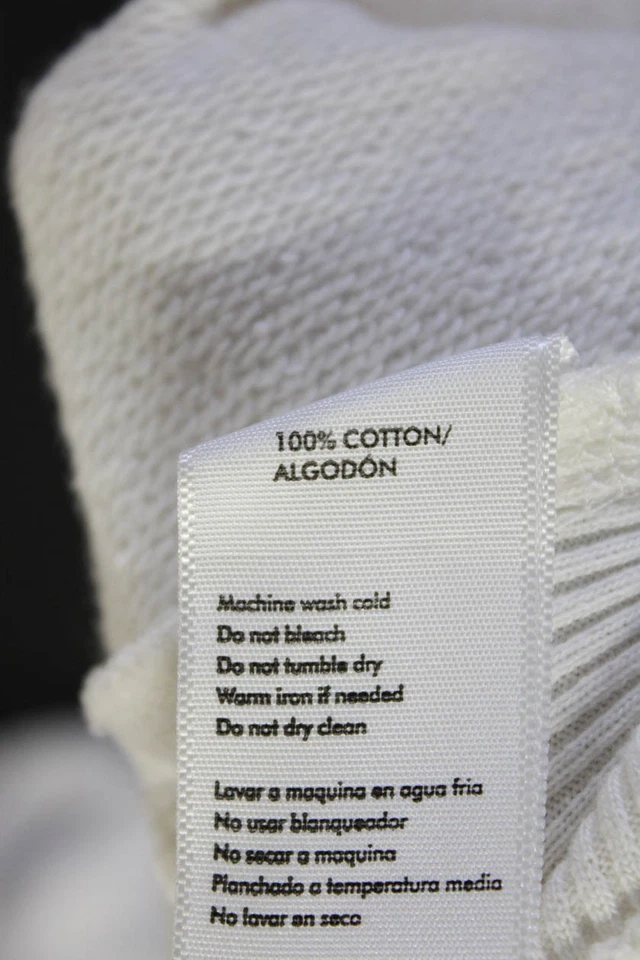 100% COTTON/
ALGODÓN
Machine wash cold
Do not bleach
Do not tumble dry
Warm iron if needed
Do not dry clean
Lavar a maquina en agua fria
No usar blanqueador
No secar a maquina
Planchado a temperatura media
No lavar en seco